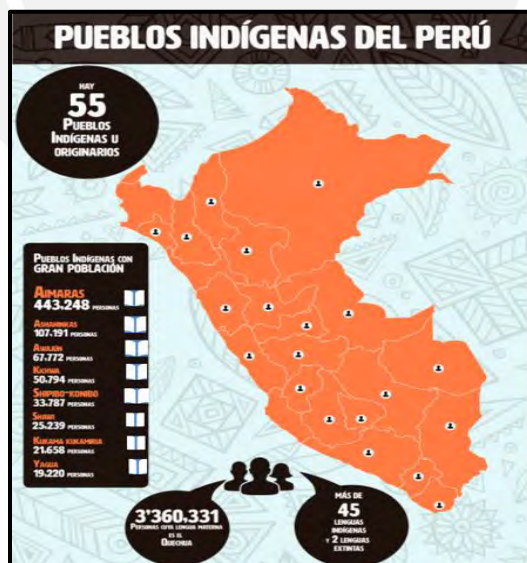 PUEBLOS INDÍGENAS DEL PERÚ
HAY
55
PUEBLOS
INDÍGENAS U
ORIGINARIOS
PUEBLOS INDÍGENAS CON
GRAN POBLACIÓN
AIMARAS
443.248 PERSONAS
ASHANINKAS
107.191 PERSONAS
AWAJÚN
67.772 PERSONAS
KICHWA
50.794 PERSONAS
SHIPIBO-KONIBO
33.787 PERSONAS
SHAWI
25.239 PERSONAS
KUKAMA KUKAMIRIA
21.658 PERSONAS
YAGUA
19.220 PERSONAS
3'360,331
PERSONAS CUYA LENGUA MATERNA
ES EL
QUECHUA
MÁS DE
45
LENGUAS
INDÍGENAS
Y 2 LENGUAS
EXTINTAS